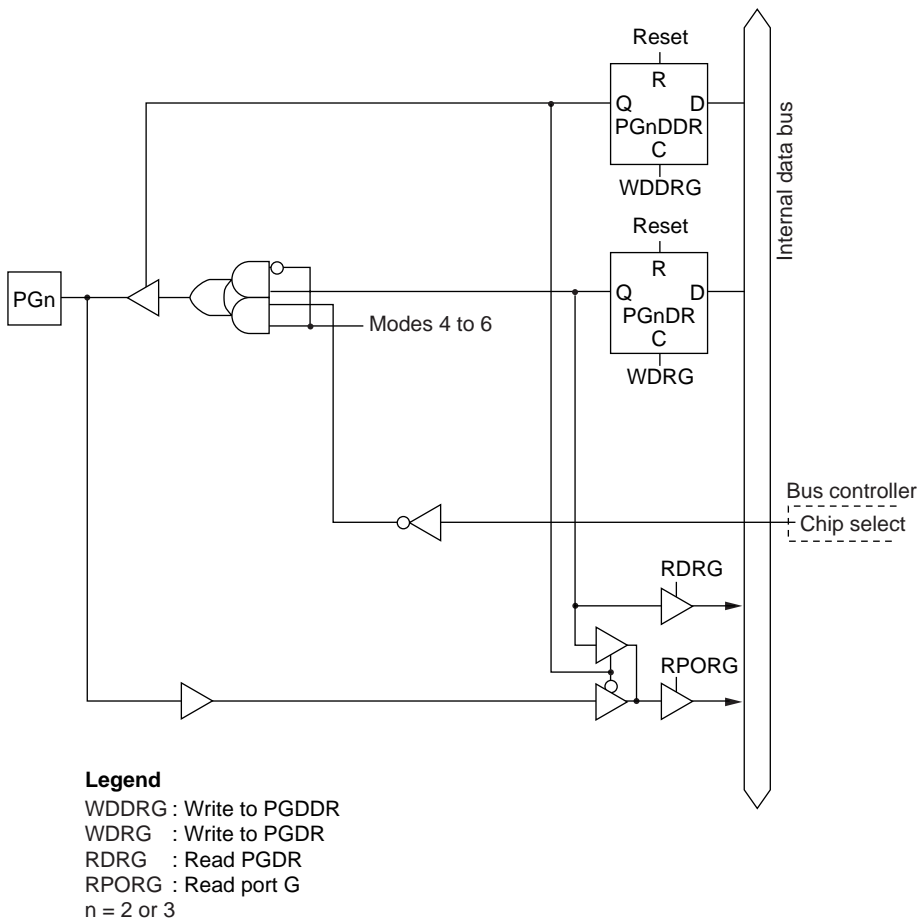 Reset
R
Q D
PGnDDR
C
WDDRG
Internal data bus
Reset
R
Q D
PGnDR
C
WDRG
PGn
Modes 4 to 6
Bus controller
Chip select
RDRG
RPORG
Legend
WDDRG : Write to PGDDR
WDRG : Write to PGDR
RDRG : Read PGDR
RPORG : Read port G
n = 2 or 3